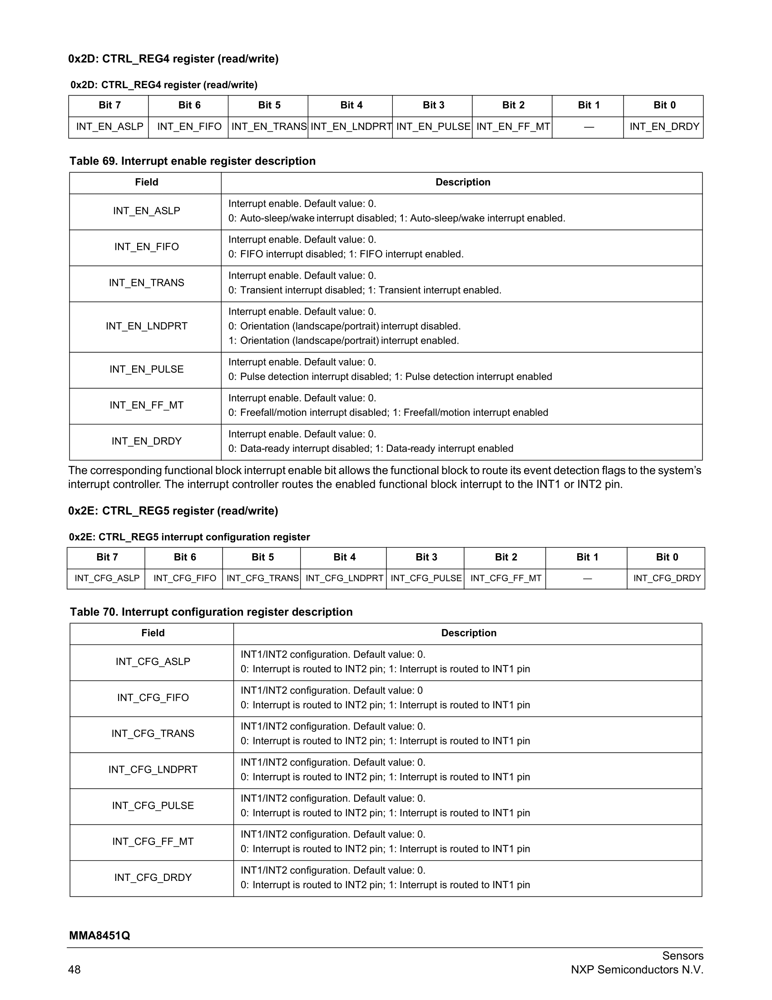 0x2D: CTRL_REG4 register (read/write)
0x2D: CTRL_REG4 register (read/write)
Bit 7 Bit 6 Bit 5 Bit 4 Bit 3 Bit 2 Bit 1 Bit 0
INT_EN_ASLP INT_EN_FIFO INT_EN_TRANS INT_EN_LNDPRT INT_EN_PULSE INT_EN_FF_MT — INT_EN_DRDY
Table 69. Interrupt enable register description
Field Description
INT_EN_ASLP
Interrupt enable. Default value: 0.
0: Auto-sleep/wake interrupt disabled; 1: Auto-sleep/wake interrupt enabled.
INT_EN_FIFO
Interrupt enable. Default value: 0.
0: FIFO interrupt disabled; 1: FIFO interrupt enabled.
INT_EN_TRANS
Interrupt enable. Default value: 0.
0: Transient interrupt disabled; 1: Transient interrupt enabled.
INT_EN_LNDPRT
Interrupt enable. Default value: 0.
0: Orientation (landscape/portrait) interrupt disabled.
1: Orientation (landscape/portrait) interrupt enabled.
INT_EN_PULSE
Interrupt enable. Default value: 0.
0: Pulse detection interrupt disabled; 1: Pulse detection interrupt enabled
INT_EN_FF_MT
Interrupt enable. Default value: 0.
0: Freefall/motion interrupt disabled; 1: Freefall/motion interrupt enabled
INT_EN_DRDY
Interrupt enable. Default value: 0.
0: Data-ready interrupt disabled; 1: Data-ready interrupt enabled
The corresponding functional block interrupt enable bit allows the functional block to route its event detection flags to the system's
interrupt controller. The interrupt controller routes the enabled functional block interrupt to the INT1 or INT2 pin.
0x2E: CTRL_REG5 register (read/write)
0x2E: CTRL_REG5 interrupt configuration register
Bit 7 Bit 6 Bit 5 Bit 4 Bit 3 Bit 2 Bit 1 Bit 0
INT_CFG_ASLP INT_CFG_FIFO INT_CFG_TRANS INT_CFG_LNDPRT INT_CFG_PULSE INT_CFG_FF_MT — INT_CFG_DRDY
Table 70. Interrupt configuration register description
Field Description
INT_CFG_ASLP
INT1/INT2 configuration. Default value: 0.
0: Interrupt is routed to INT2 pin; 1: Interrupt is routed to INT1 pin
INT_CFG_FIFO
INT1/INT2 configuration. Default value: 0
0: Interrupt is routed to INT2 pin; 1: Interrupt is routed to INT1 pin
INT_CFG_TRANS
INT1/INT2 configuration. Default value: 0.
0: Interrupt is routed to INT2 pin; 1: Interrupt is routed to INT1 pin
INT_CFG_LNDPRT
INT1/INT2 configuration. Default value: 0.
0: Interrupt is routed to INT2 pin; 1: Interrupt is routed to INT1 pin
INT_CFG_PULSE
INT1/INT2 configuration. Default value: 0.
0: Interrupt is routed to INT2 pin; 1: Interrupt is routed to INT1 pin
INT_CFG_FF_MT
INT1/INT2 configuration. Default value: 0.
0: Interrupt is routed to INT2 pin; 1: Interrupt is routed to INT1 pin
INT_CFG_DRDY
INT1/INT2 configuration. Default value: 0.
0: Interrupt is routed to INT2 pin; 1: Interrupt is routed to INT1 pin
MMA8451Q
Sensors
48 NXP Semiconductors N.V.